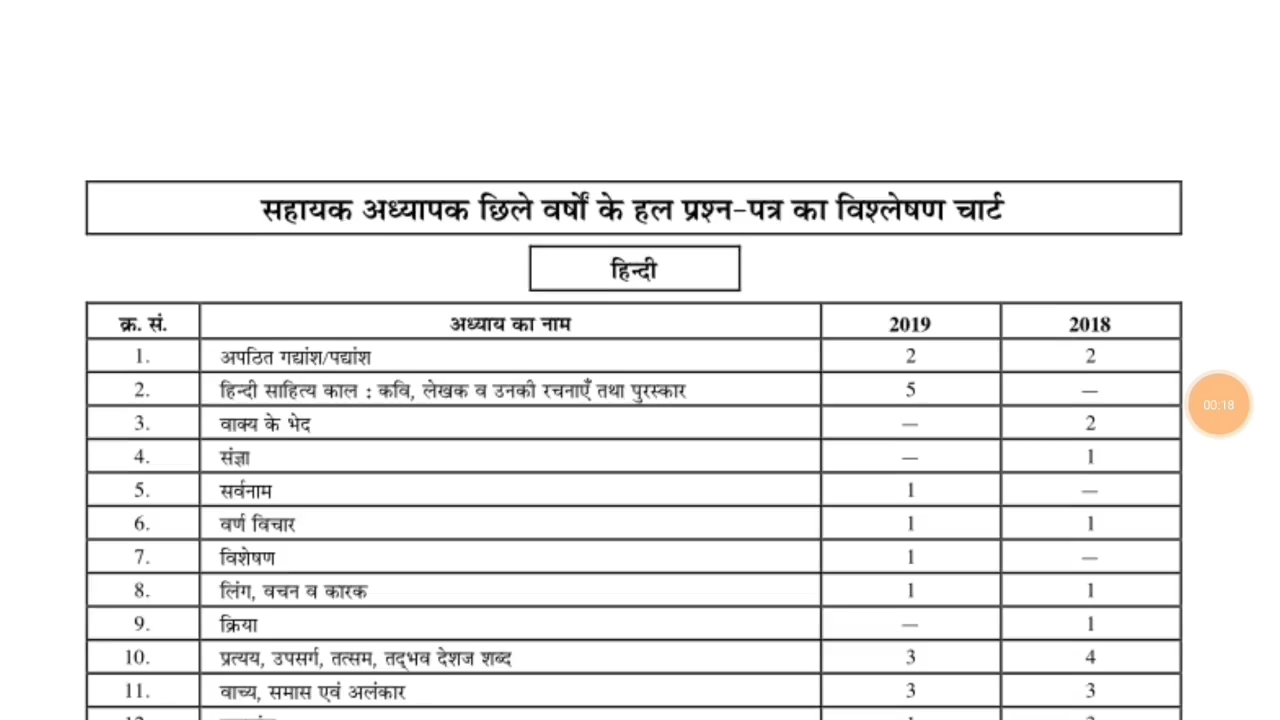 सहायक अध्यापक छिले वर्षों के हल प्रश्न-पत्र का विश्लेषण चार्ट
हिन्दी
क्र. सं. अध्याय का नाम 2019 2018
1. अपठित गद्यांश/पद्यांश 2 2
2. हिन्दी साहित्य काल : कवि, लेखक व उनकी रचनाएँ तथा पुरस्कार 5 —
00:18
3. वाक्य के भेद — 2
4. संज्ञा — 1
5. सर्वनाम 1 —
6. वर्ण विचार 1 1
7. विशेषण 1 —
8. लिंग, वचन व कारक 1 1
9. क्रिया — 1
10. प्रत्यय, उपसर्ग, तत्सम, तद्भव देशज शब्द 3 4
11. वाच्य, समास एवं अलंकार 3 3